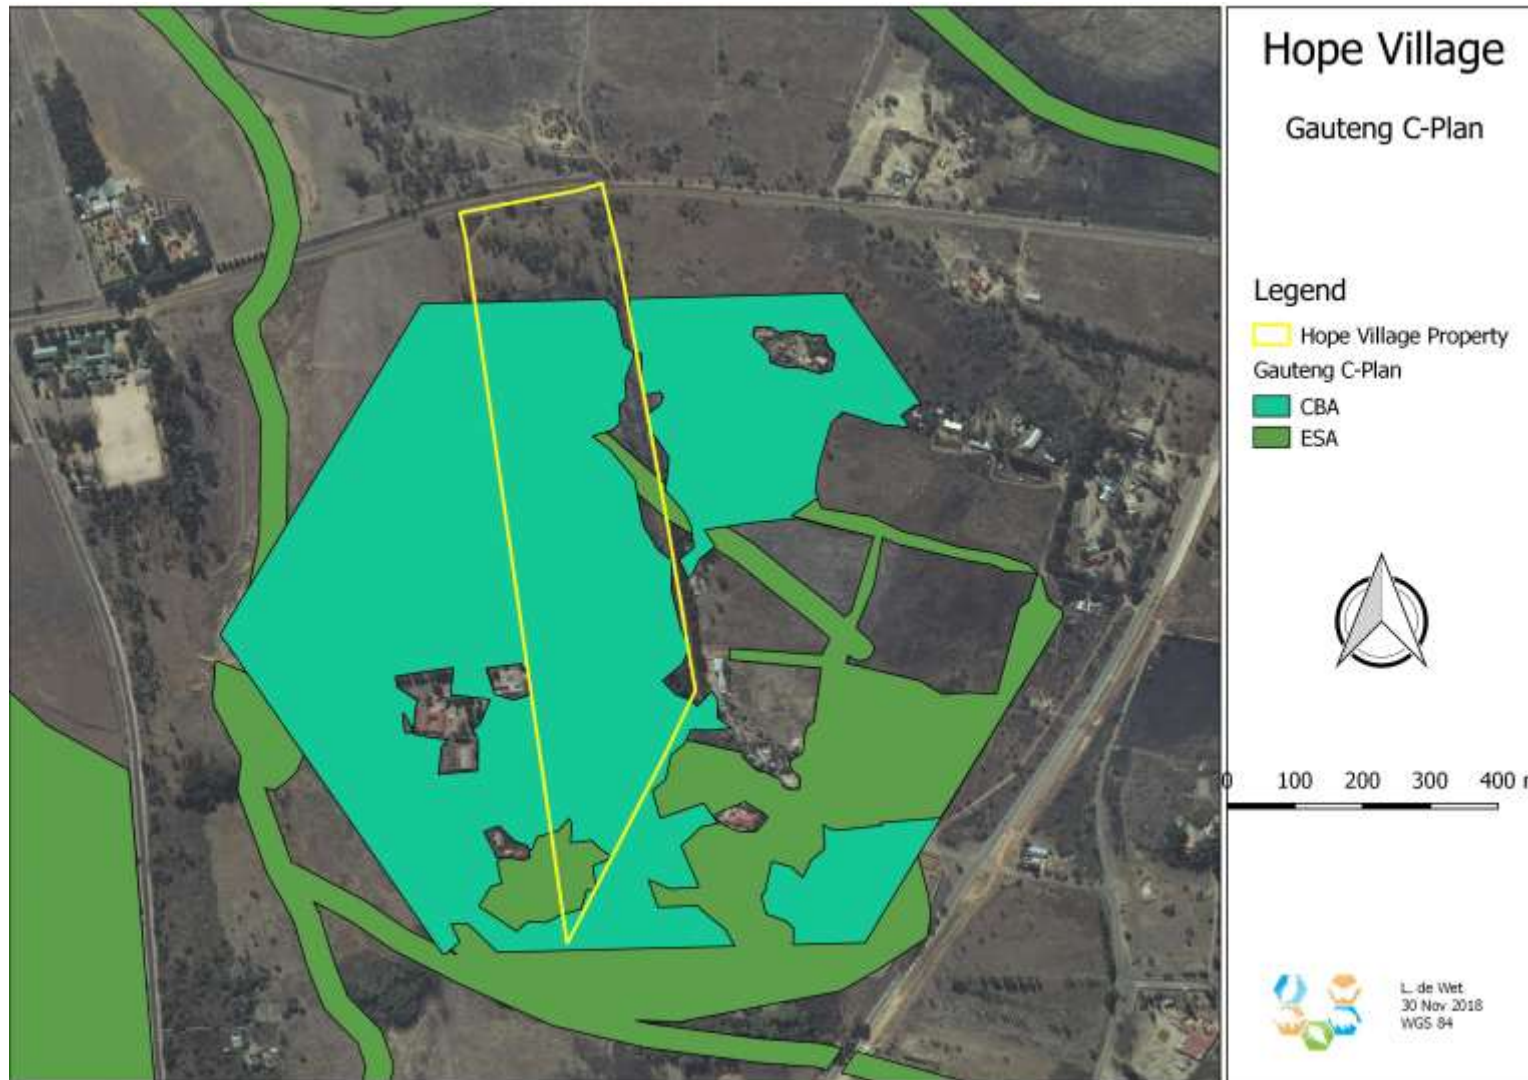 Hope Village
Gauteng C-Plan
Legend
Hope Village Property
Gauteng C-Plan
CBA
ESA
0 100 200 300 400 m
L. de Wet
30 Nov 2018
WGS 84